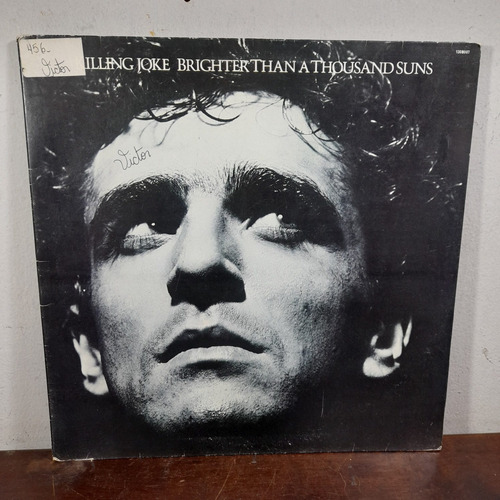 456-
Victor
ILLING JOKE BRIGHTER THAN A THOUSAND SUNS
Victor